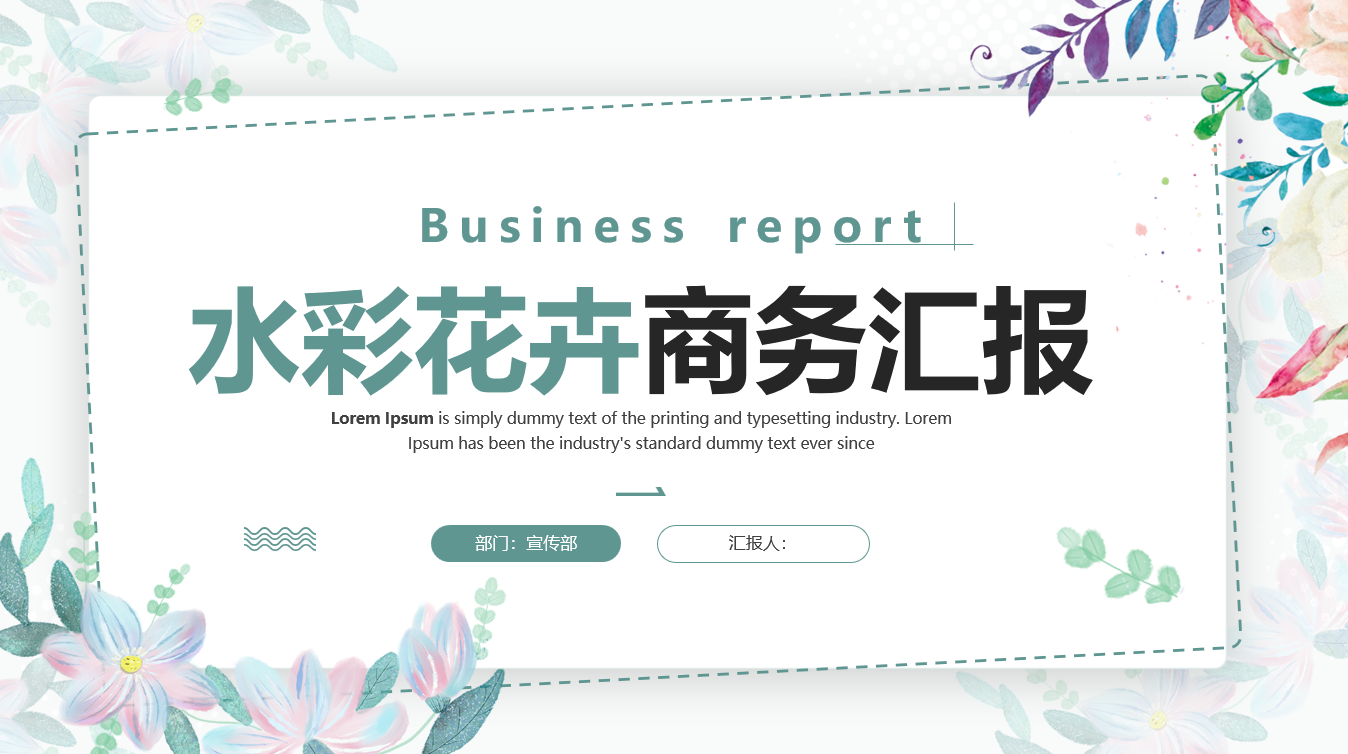 Business report
水彩花卉商务汇报
Lorem Ipsum is simply dummy text of the printing and typesetting industry. Lorem
Ipsum has been the industry's standard dummy text ever since
部门：宣传部
汇报人：